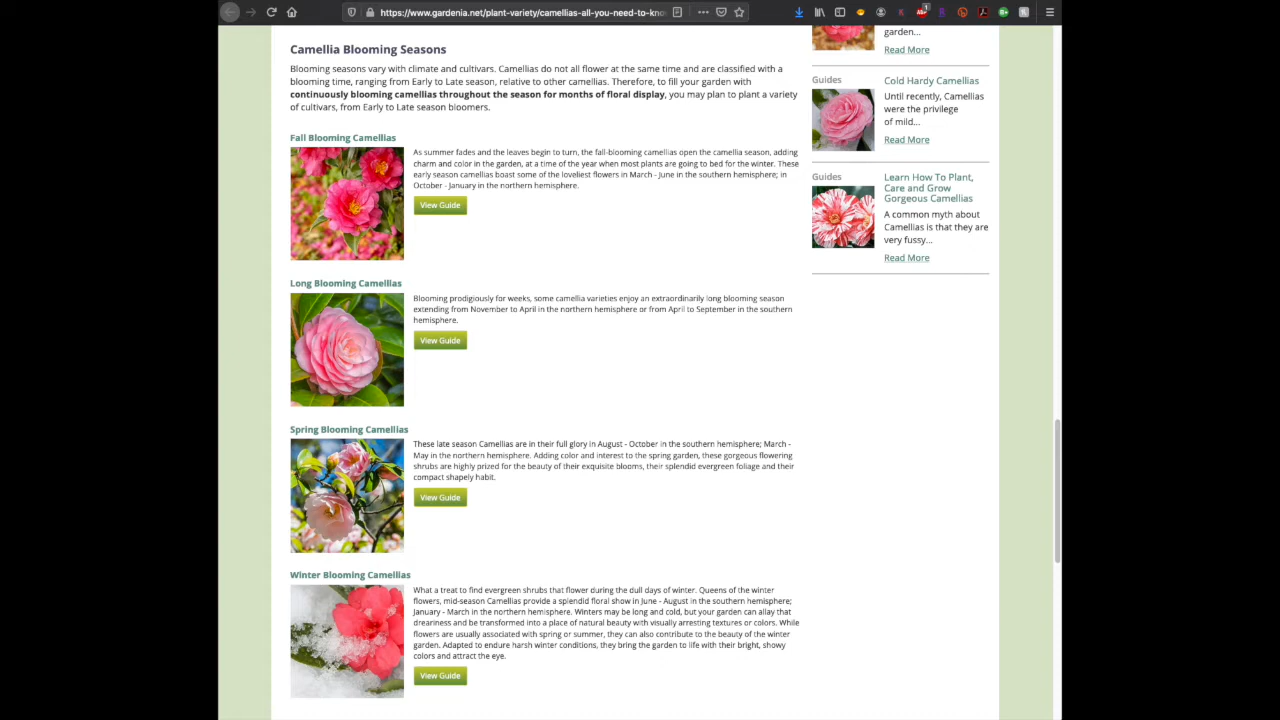 https://www.gardenia.net/plant-variety/camellias-all-you-need-to-kno
1
Camellia Blooming Seasons
Blooming seasons vary with climate and cultivars. Camellias do not all flower at the same time and are classified with a
blooming time, ranging from Early to Late season, relative to other camellias. Therefore, to fill your garden with
continuously blooming camellias throughout the season for months of floral display, you may plan to plant a variety
of cultivars, from Early to Late season bloomers.
Fall Blooming Camellias
As summer fades and the leaves begin to turn, the fall-blooming camellias open the camellia season, adding
charm and color in the garden, at a time of the year when most plants are going to bed for the winter. These
early season camellias boast some of the loveliest flowers in March - June in the southern hemisphere; in
October - January in the northern hemisphere.
View Guide
Long Blooming Camellias
Blooming prodigiously for weeks, some camellia varieties enjoy an extraordinarily long blooming season
extending from November to April in the northern hemisphere or from April to September in the southern
hemisphere.
View Guide
Spring Blooming Camellias
These late season Camellias are in their full glory in August - October in the southern hemisphere; March -
May in the northern hemisphere. Adding color and interest to the spring garden, these gorgeous flowering
shrubs are highly prized for the beauty of their exquisite blooms, their splendid evergreen foliage and their
compact shapely habit.
View Guide
Winter Blooming Camellias
What a treat to find evergreen shrubs that flower during the dull days of winter. Queens of the winter
flowers, mid-season Camellias provide a splendid floral show in June - August in the southern hemisphere;
January - March in the northern hemisphere. Winters may be long and cold, but your garden can allay that
dreariness and be transformed into a place of natural beauty with visually arresting textures or colors. While
flowers are usually associated with spring or summer, they can also contribute to the beauty of the winter
garden. Adapted to endure harsh winter conditions, they bring the garden to life with their bright, showy
colors and attract the eye.
View Guide
garden...
Read More
Guides
Cold Hardy Camellias
Until recently, Camellias
were the privilege
of mild...
Read More
Guides
Learn How To Plant,
Care and Grow
Gorgeous Camellias
A common myth about
Camellias is that they are
very fussy...
Read More